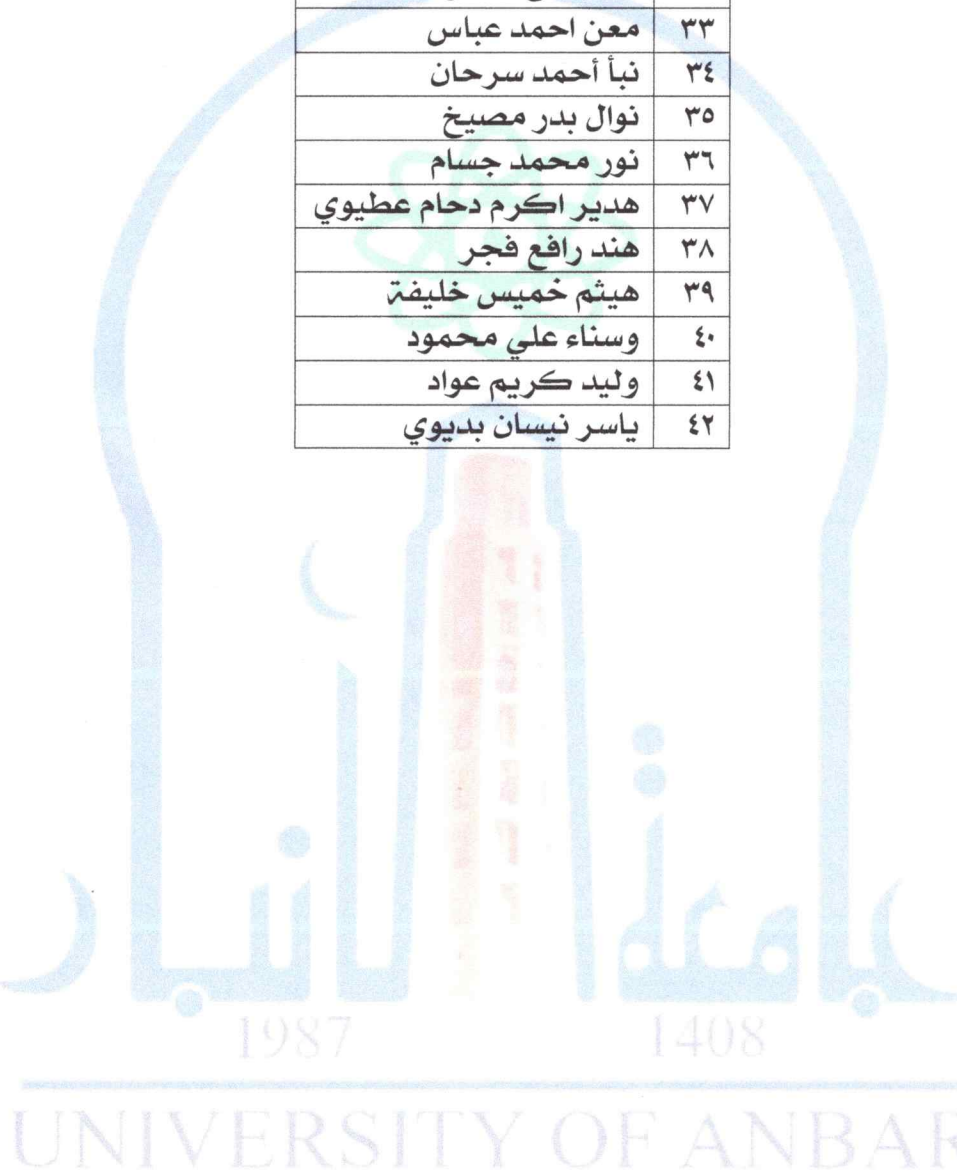 ٣٣ معن احمد عباس
٣٤ نبأ أحمد سرحان
٣٥ نوال بدر مصيخ
٣٦ نور محمد جسام
٣٧ هدير اكرم دحام عطيوي
٣٨ هند رافع فجر
٣٩ هيثم خميس خليفة
٤٠ وسناء علي محمود
٤١ وليد كريم عواد
٤٢ ياسر نيسان بديوي
جامعة الانبار
1987 1408
UNIVERSITY OF ANBAR